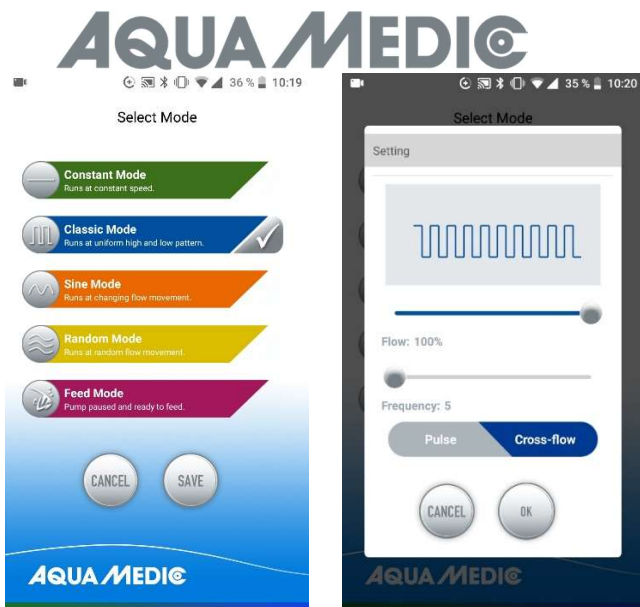 AQUA MEDIC
36 % 10:19
Select Mode
Constant Mode
Runs at constant speed.
Classic Mode
Runs at uniform high and low pattern.
Sine Mode
Runs at changing flow movement.
Random Mode
Runs at random flow movement.
Feed Mode
Pump paused and ready to feed.
CANCEL
SAVE
AQUA MEDIC
35 % 10:20
Select Mode
Setting
Flow: 100%
Frequency: 5
Pulse
Cross-flow
CANCEL
OK
AQUA MEDIC